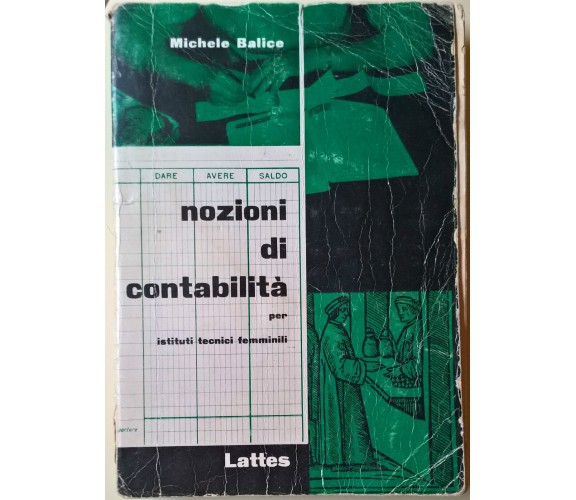 Michele Balice
DARE AVERE SALDO
nozioni
di
contabilità
per
istituti tecnici femminili
Lattes